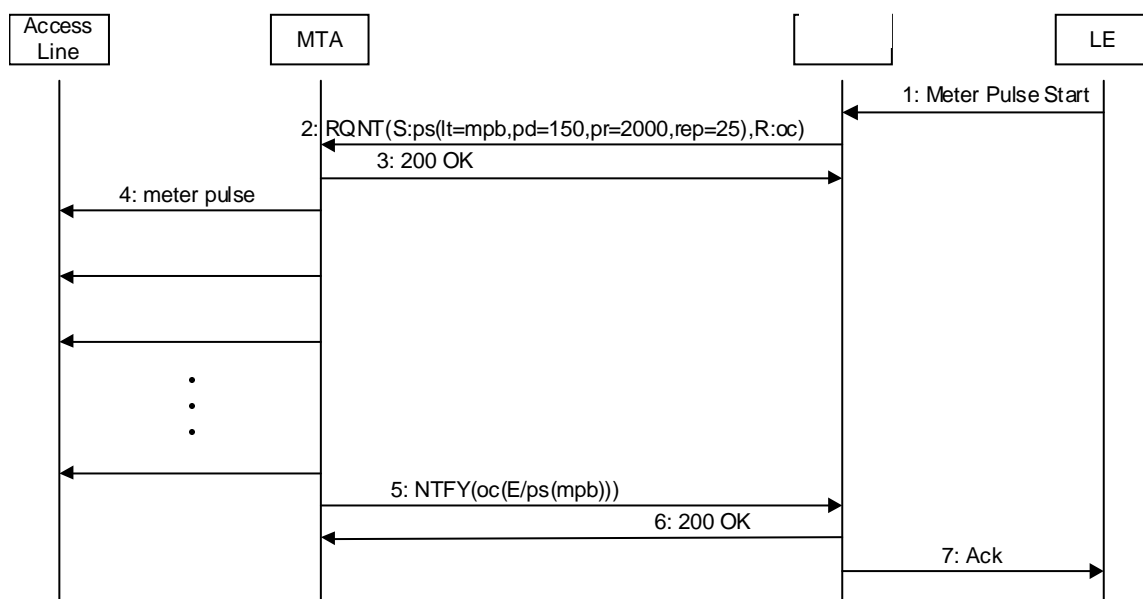 Access
Line
MTA
LE
1: Meter Pulse Start
2: RQNT(S:ps(lt=mpb,pd=150,pr=2000,rep=25),R:oc)
3: 200 OK
4: meter pulse
5: NTFY(oc(E/ps(mpb)))
6: 200 OK
7: Ack